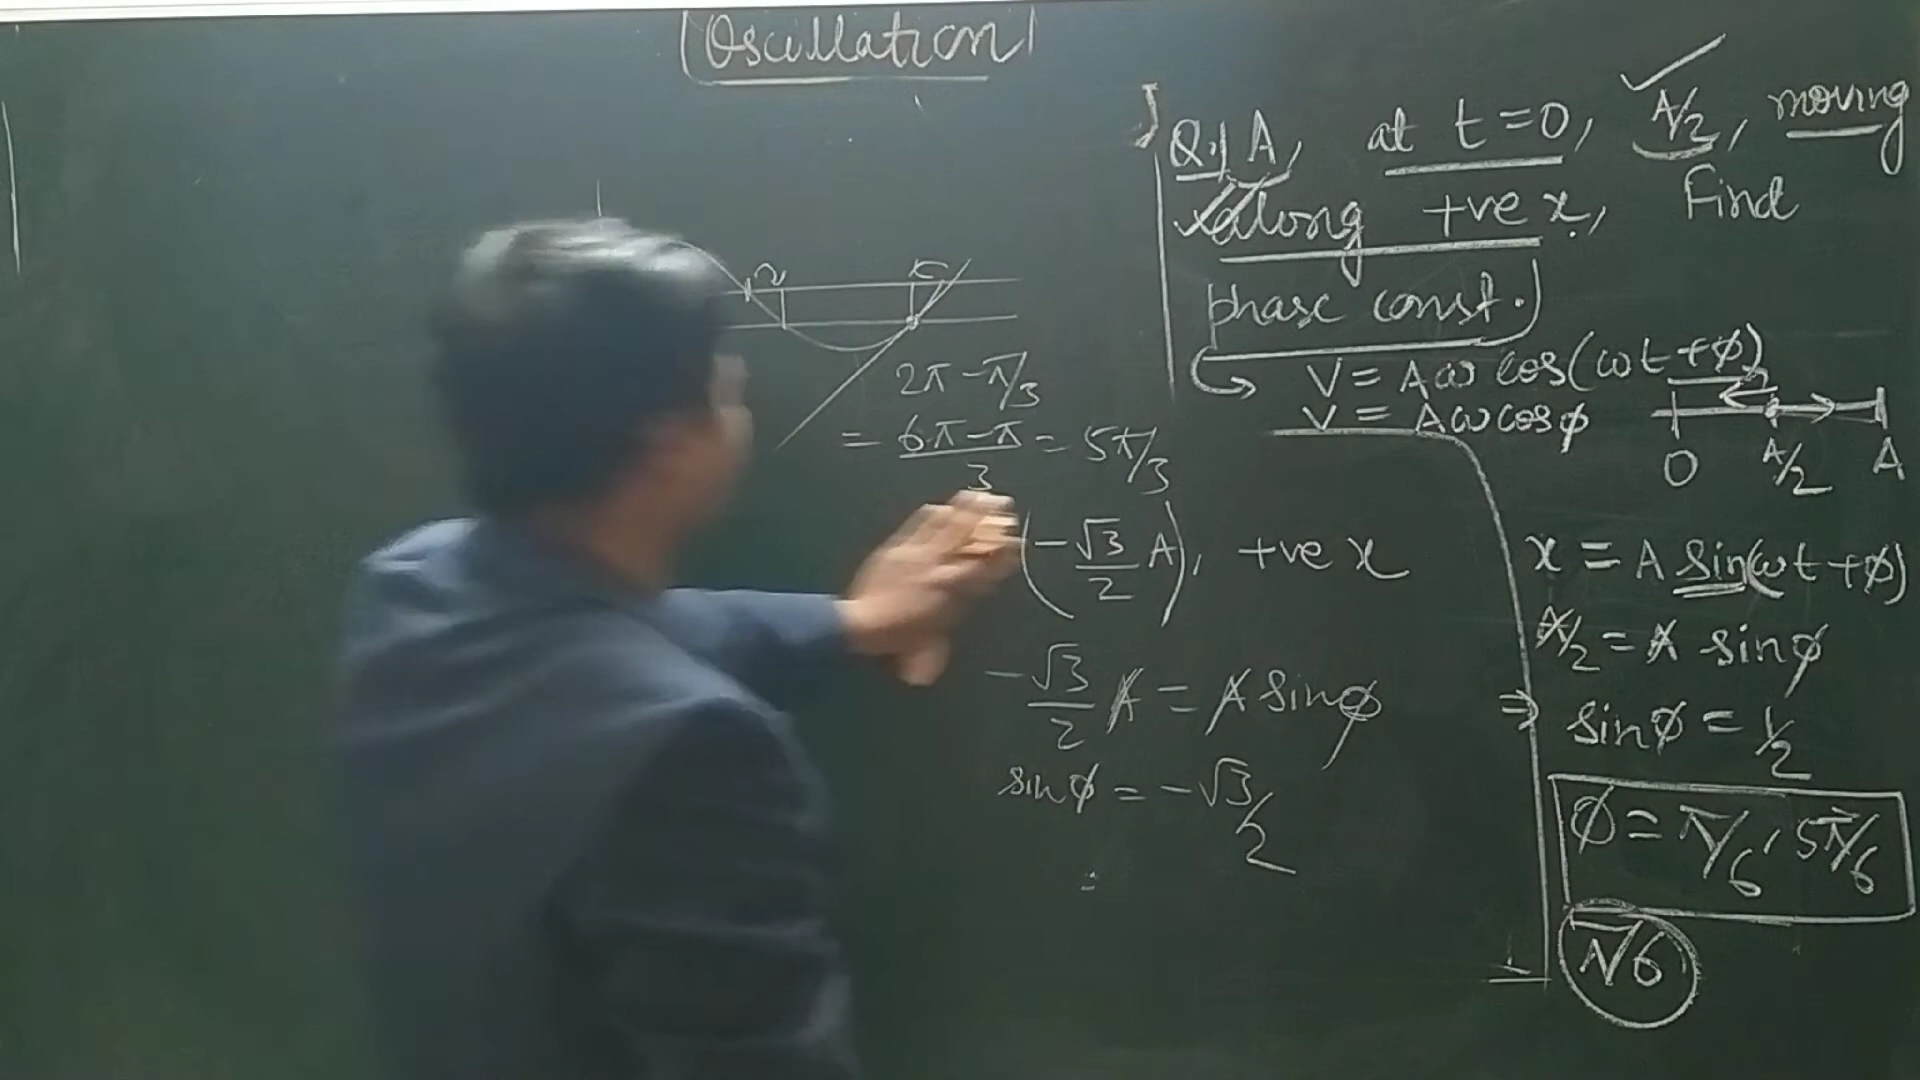 Oscillation
Q.1 A, at t=0, A/2, moving
along +ve x, Find
phase const.
V = Aω cos(ωt+φ)
V = Aω cosφ
O A/2 A
x = A sin(ωt+φ)
A/2 = A sinφ
⇒ sinφ = 1/2
φ = π/6, 5π/6
π/6
2π - π/3
= 6π-π/3 = 5π/3
(-√3/2 A), +ve x
-√3/2 A = A sinφ
sinφ = -√3/2